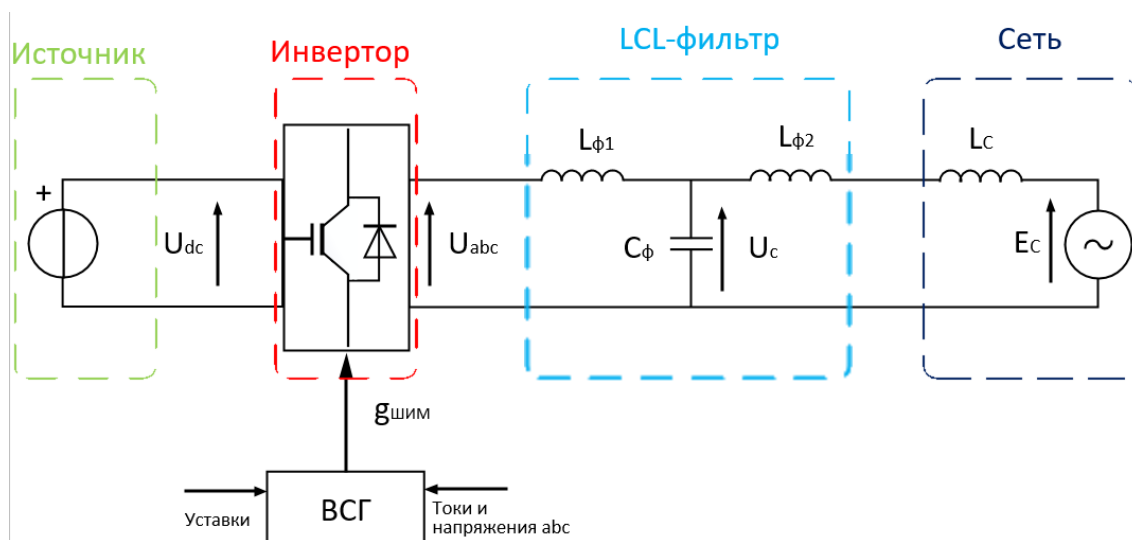 Источник
Инвертор
LCL-фильтр
Сеть
Lф1
Lф2
LC
+
Udc
Uabc
Cф
Uc
EC
~
gшим
Уставки
ВСГ
Токи и
напряжения abc